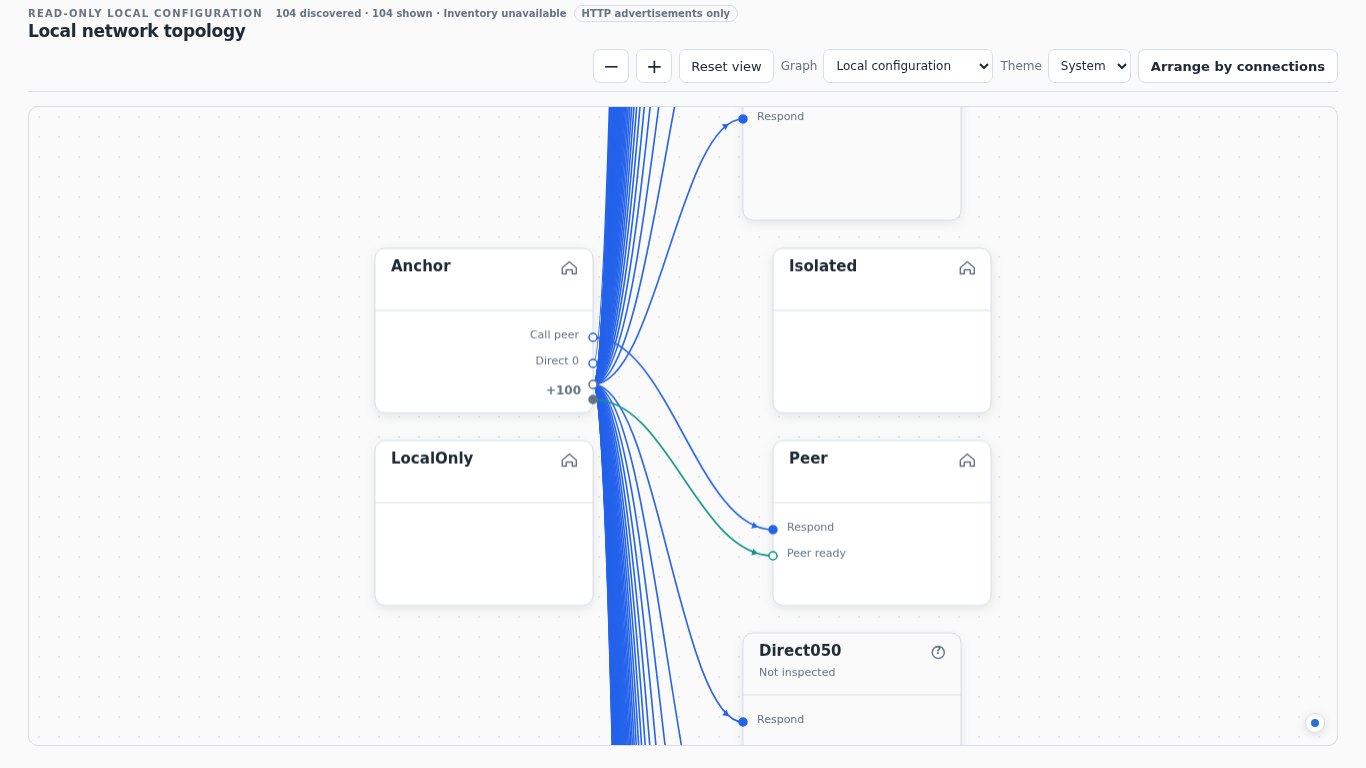 READ-ONLY LOCAL CONFIGURATION 104 discovered · 104 shown · Inventory unavailable HTTP advertisements only
Local network topology
− + Reset view Graph Local configuration Theme System Arrange by connections
Respond
Anchor
Call peer
Direct 0
+100
Isolated
LocalOnly
Peer
Respond
Peer ready
Direct050
?
Not inspected
Respond